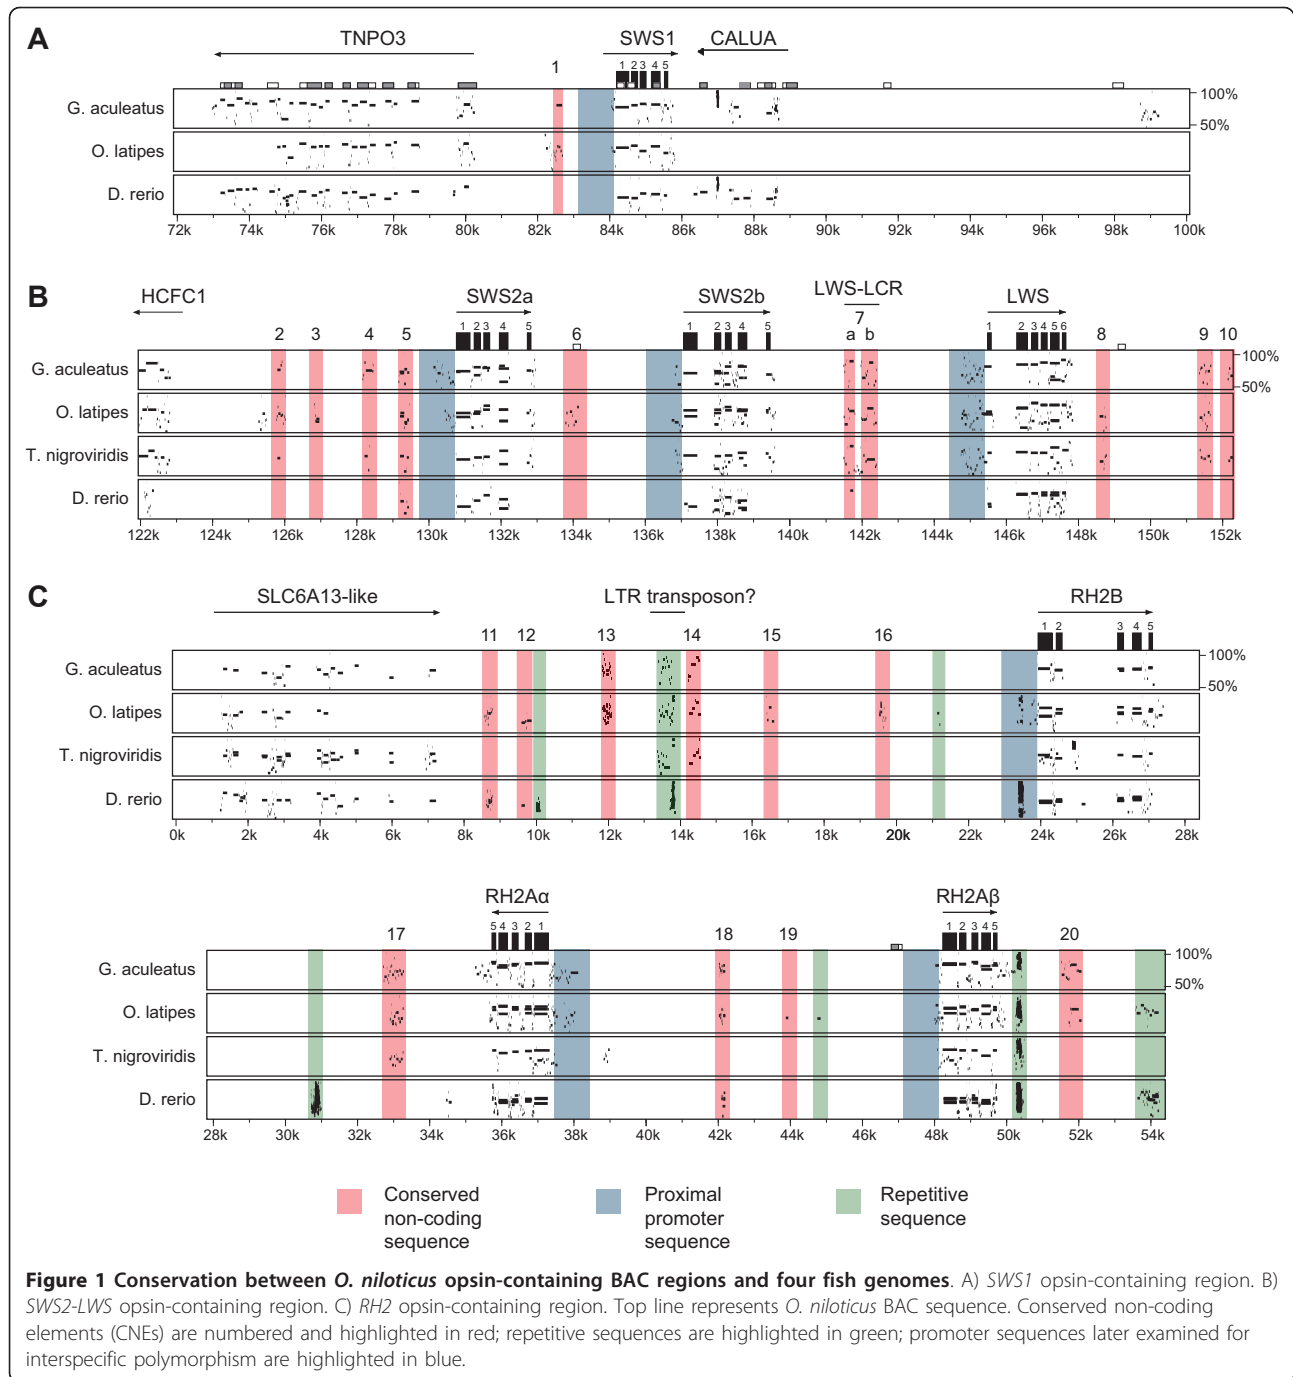 A
TNPO3 SWS1 CALUA
1 1 2 3 4 5
G. aculeatus 100%
50%
O. latipes
D. rerio
72k 74k 76k 78k 80k 82k 84k 86k 88k 90k 92k 94k 96k 98k 100k
B
HCFC1 SWS2a SWS2b LWS-LCR LWS
2 3 4 5 1 2 3 4 5 6 1 2 3 4 5 7 a b 1 2 3 4 5 6 8 9 10
G. aculeatus 100%
50%
O. latipes
T. nigroviridis
D. rerio
122k 124k 126k 128k 130k 132k 134k 136k 138k 140k 142k 144k 146k 148k 150k 152k
C
SLC6A13-like LTR transposon? RH2B
11 12 13 14 15 16 1 2 3 4 5
G. aculeatus 100%
50%
O. latipes
T. nigroviridis
D. rerio
0k 2k 4k 6k 8k 10k 12k 14k 16k 18k 20k 22k 24k 26k 28k
RH2Aα RH2Aβ
17 5 4 3 2 1 18 19 1 2 3 4 5 20
G. aculeatus 100%
50%
O. latipes
T. nigroviridis
D. rerio
28k 30k 32k 34k 36k 38k 40k 42k 44k 46k 48k 50k 52k 54k
Conserved
non-coding
sequence
Proximal
promoter
sequence
Repetitive
sequence
Figure 1 Conservation between O. niloticus opsin-containing BAC regions and four fish genomes. A) SWS1 opsin-containing region. B)
SWS2-LWS opsin-containing region. C) RH2 opsin-containing region. Top line represents O. niloticus BAC sequence. Conserved non-coding
elements (CNEs) are numbered and highlighted in red; repetitive sequences are highlighted in green; promoter sequences later examined for
interspecific polymorphism are highlighted in blue.